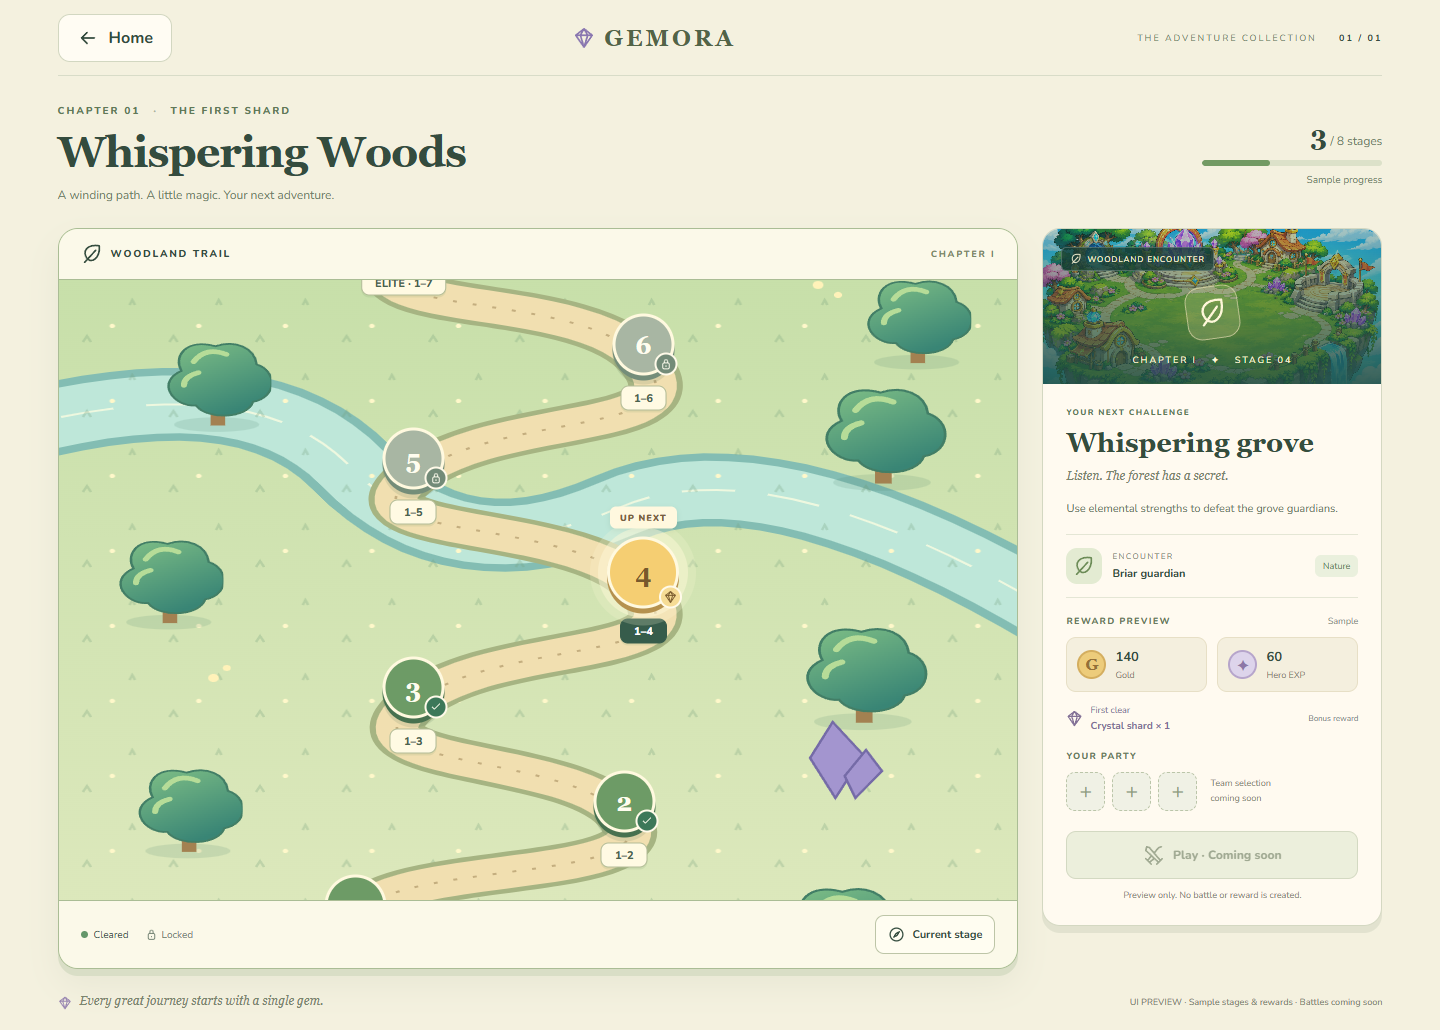 Home
GEMORA
THE ADVENTURE COLLECTION 01 / 01
CHAPTER 01 · THE FIRST SHARD
Whispering Woods
A winding path. A little magic. Your next adventure.
3 / 8 stages
Sample progress
WOODLAND TRAIL
CHAPTER I
ELITE · 1–7
6
1–6
5
1–5
UP NEXT
4
1–4
3
1–3
2
1–2
Cleared
Locked
Current stage
WOODLAND ENCOUNTER
CHAPTER I ✦ STAGE 04
YOUR NEXT CHALLENGE
Whispering grove
Listen. The forest has a secret.
Use elemental strengths to defeat the grove guardians.
ENCOUNTER
Briar guardian
Nature
REWARD PREVIEW
Sample
G
140
Gold
60
Hero EXP
First clear
Crystal shard × 1
Bonus reward
YOUR PARTY
+ + +
Team selection
coming soon
Play · Coming soon
Preview only. No battle or reward is created.
Every great journey starts with a single gem.
UI PREVIEW · Sample stages & rewards · Battles coming soon